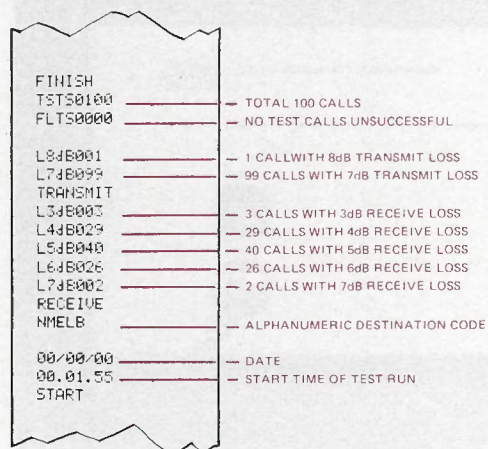 FINISH
TSTS0100 — TOTAL 100 CALLS
FLTS0000 — NO TEST CALLS UNSUCCESSFUL
L8dB001 — 1 CALLWITH 8dB TRANSMIT LOSS
L7dB099 — 99 CALLS WITH 7dB TRANSMIT LOSS
TRANSMIT
L3dB003 — 3 CALLS WITH 3dB RECEIVE LOSS
L4dB029 — 29 CALLS WITH 4dB RECEIVE LOSS
L5dB040 — 40 CALLS WITH 5dB RECEIVE LOSS
L6dB026 — 26 CALLS WITH 6dB RECEIVE LOSS
L7dB002 — 2 CALLS WITH 7dB RECEIVE LOSS
RECEIVE
NMELB — ALPHANUMERIC DESTINATION CODE
00/00/00 — DATE
00.01.55 — START TIME OF TEST RUN
START